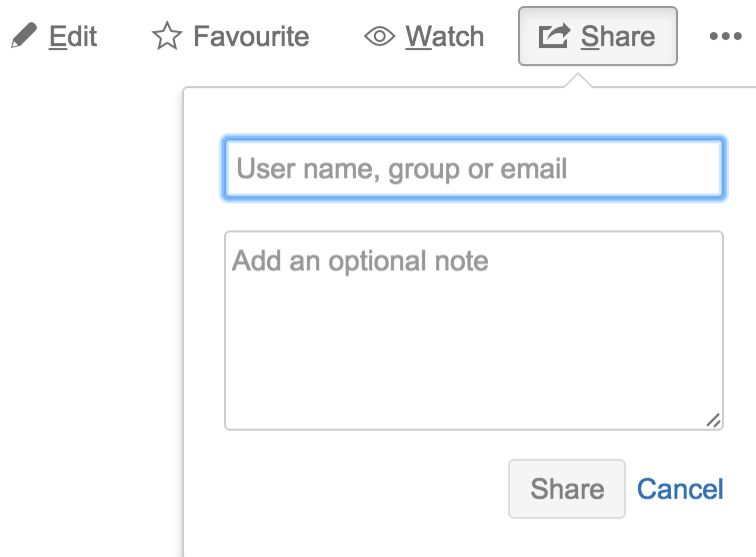 Edit Favourite Watch Share •••
User name, group or email
Add an optional note
Share Cancel